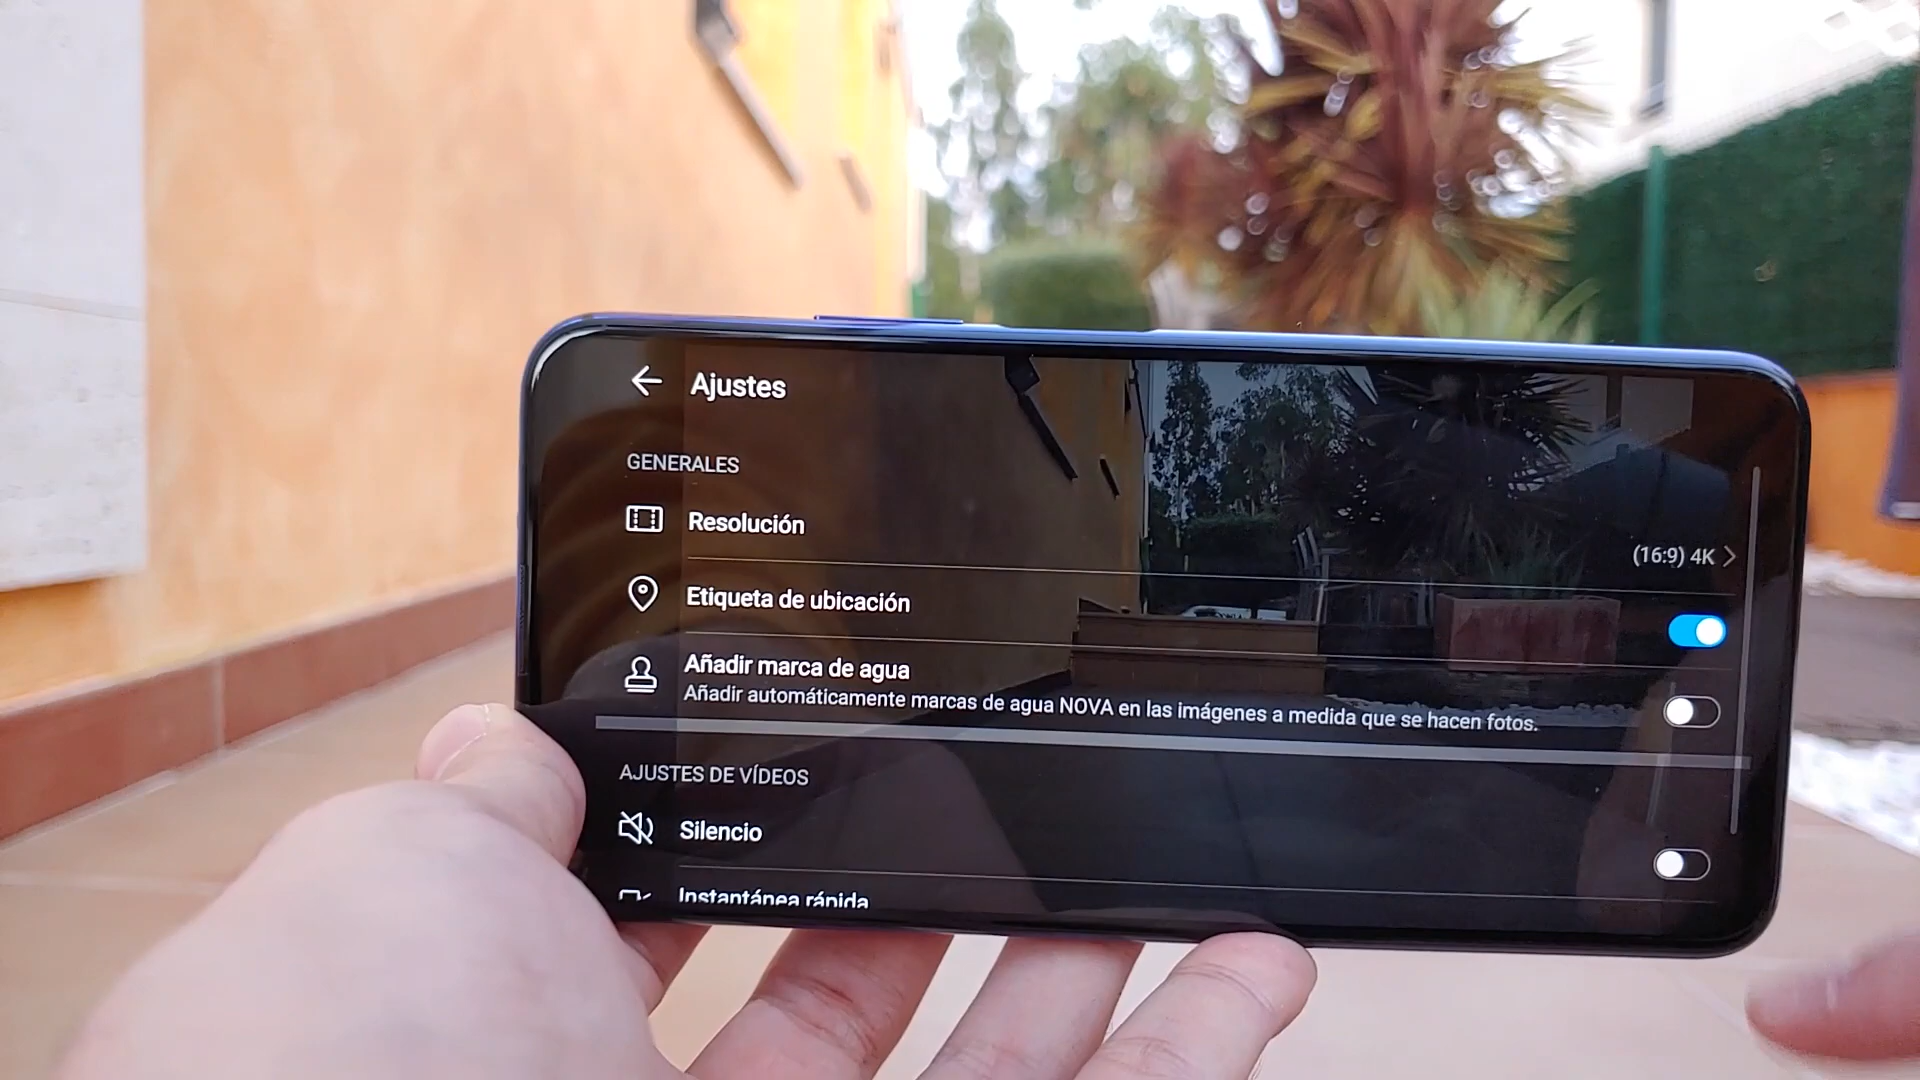 Ajustes
GENERALES
Resolución
(16:9) 4K
Etiqueta de ubicación
Añadir marca de agua
Añadir automáticamente marcas de agua NOVA en las imágenes a medida que se hacen fotos.
AJUSTES DE VÍDEOS
Silencio
Instantánea rápida